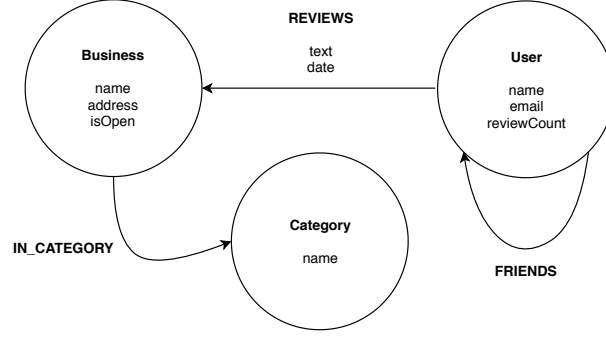 REVIEWS
text
date
Business
name
address
isOpen
User
name
email
reviewCount
Category
name
IN_CATEGORY
FRIENDS